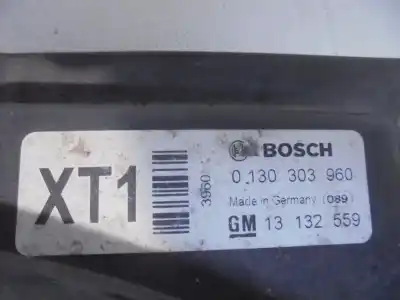 XT1
3960
BOSCH
0 130 303 960
Made in Germany (089)
GM 13 132 559